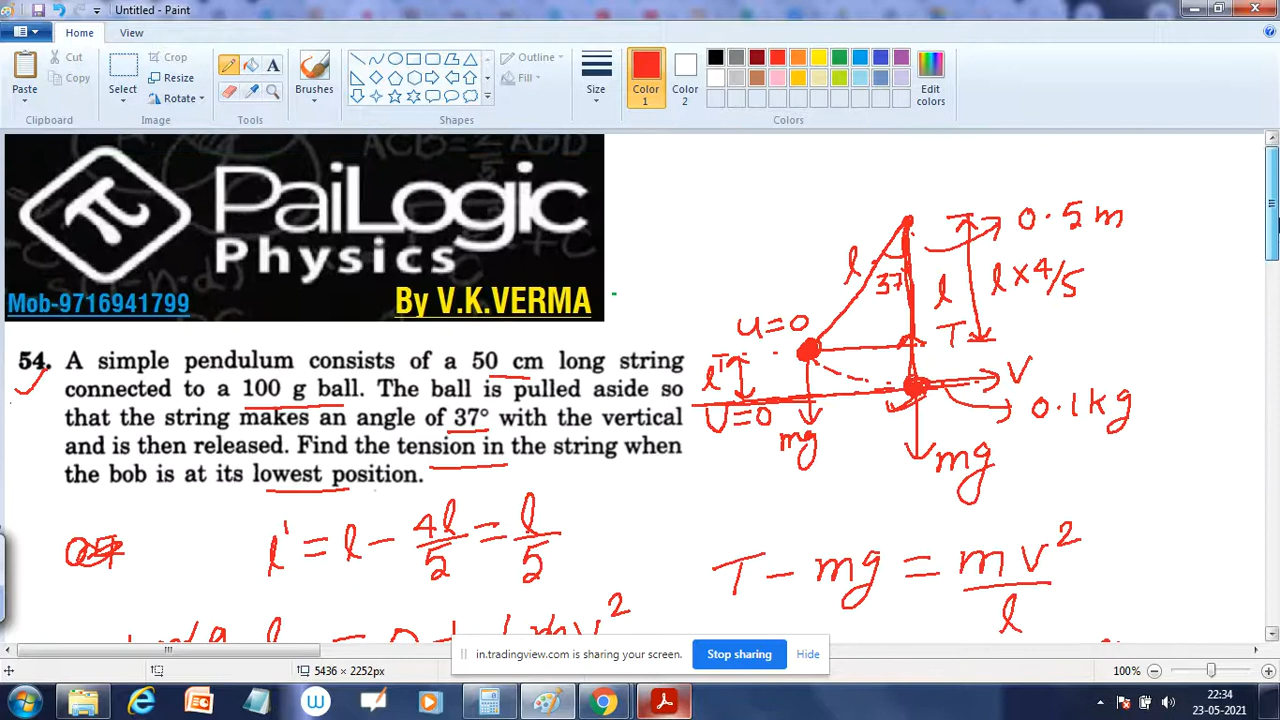 Untitled - Paint
Home View
Paste
Cut
Copy
Clipboard
Select
Crop
Resize
Rotate
Image
Tools
Brushes
Shapes
Outline
Fill
Size
Color 1
Color 2
Edit colors
Colors
π PaiLogic
Physics
Mob-9716941799
By V.K.VERMA
54. A simple pendulum consists of a 50 cm long string
connected to a 100 g ball. The ball is pulled aside so
that the string makes an angle of 37° with the vertical
and is then released. Find the tension in the string when
the bob is at its lowest position.
0.5 m
l
37
l
l×4/5
u=0
T
l'
V
U=0
0.1kg
mg
mg
l' = l - 4l/5 = l/5
T - mg = mv²/l
in.tradingview.com is sharing your screen.
Stop sharing
Hide
5436 × 2252px
100%
22:34
23-05-2021